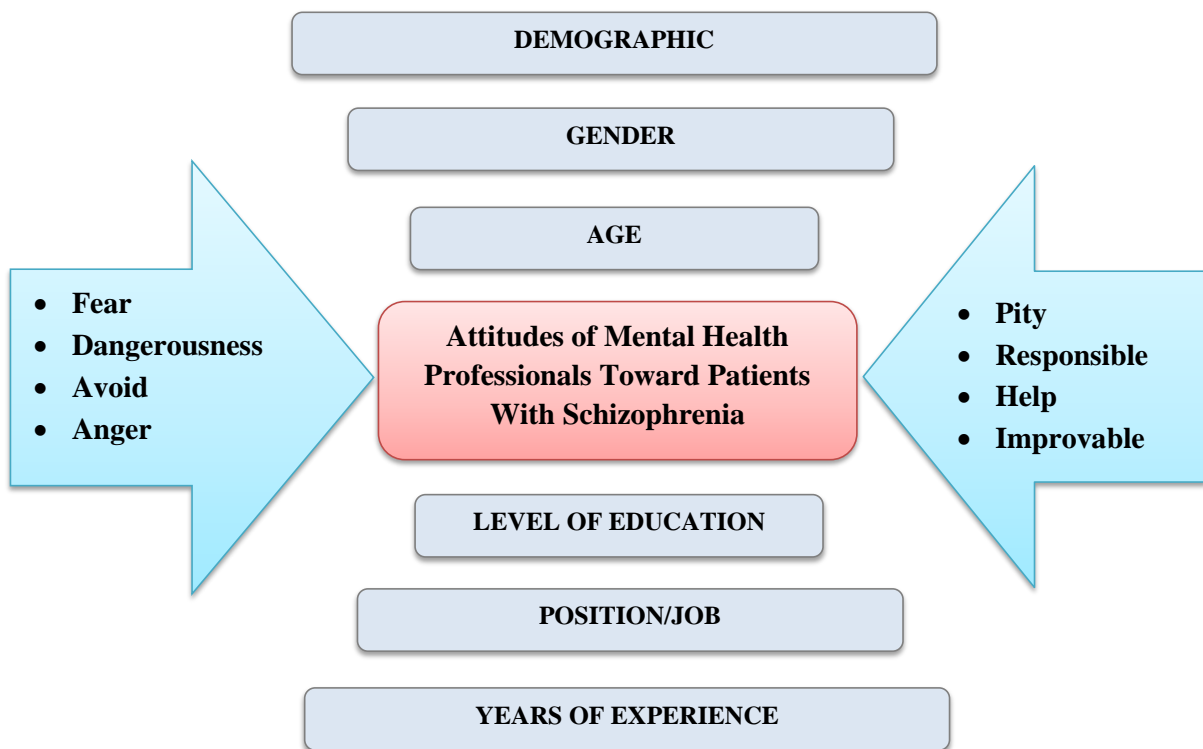 DEMOGRAPHIC
GENDER
AGE
• Fear
• Dangerousness
• Avoid
• Anger
Attitudes of Mental Health
Professionals Toward Patients
With Schizophrenia
• Pity
• Responsible
• Help
• Improvable
LEVEL OF EDUCATION
POSITION/JOB
YEARS OF EXPERIENCE